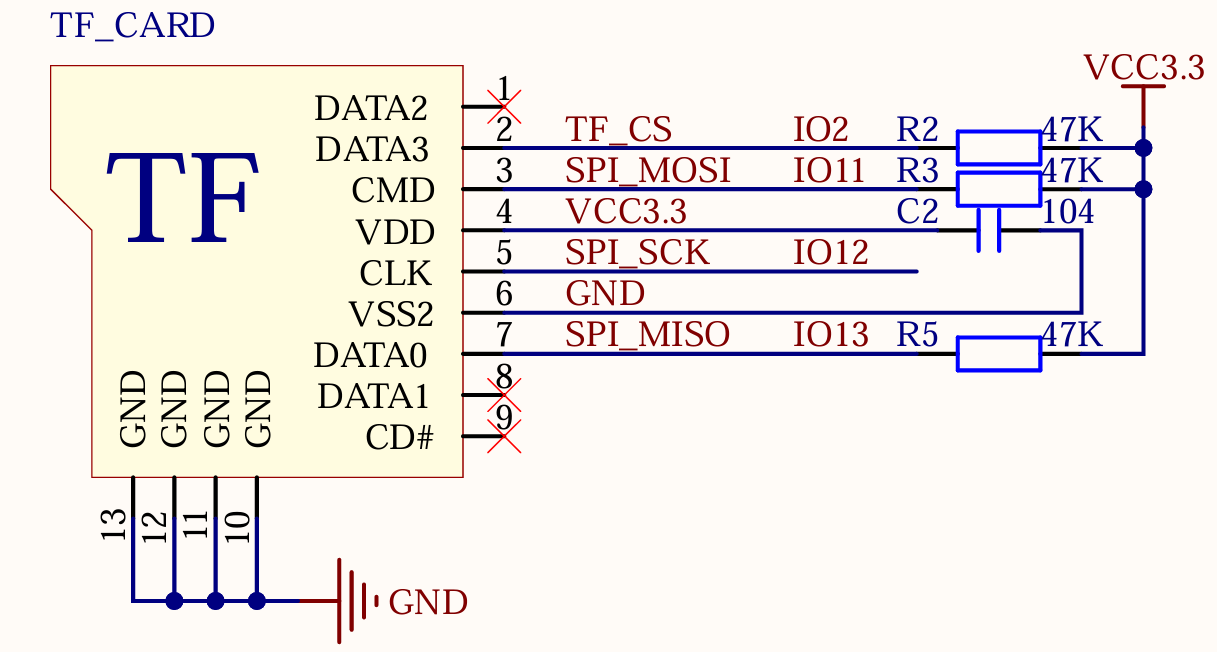 TF_CARD
VCC3.3
TF
DATA2 1
DATA3 2 TF_CS IO2 R2 47K
CMD 3 SPI_MOSI IO11 R3 47K
VDD 4 VCC3.3 C2 104
CLK 5 SPI_SCK IO12
VSS2 6 GND
DATA0 7 SPI_MISO IO13 R5 47K
DATA1 8
CD# 9
GND GND GND GND
13 12 11 10
GND